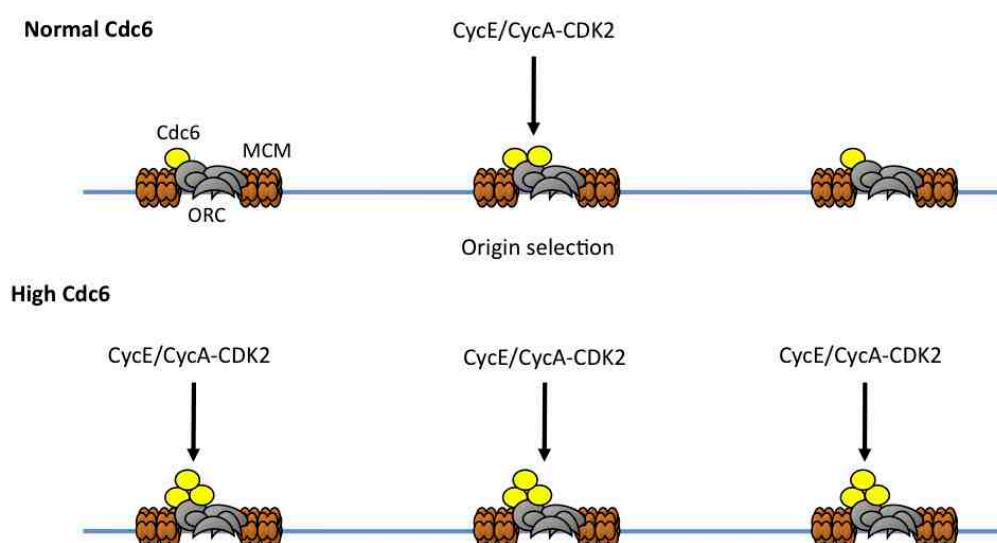 Normal Cdc6
CycE/CycA-CDK2
Cdc6
MCM
ORC
Origin selection
High Cdc6
CycE/CycA-CDK2
CycE/CycA-CDK2
CycE/CycA-CDK2